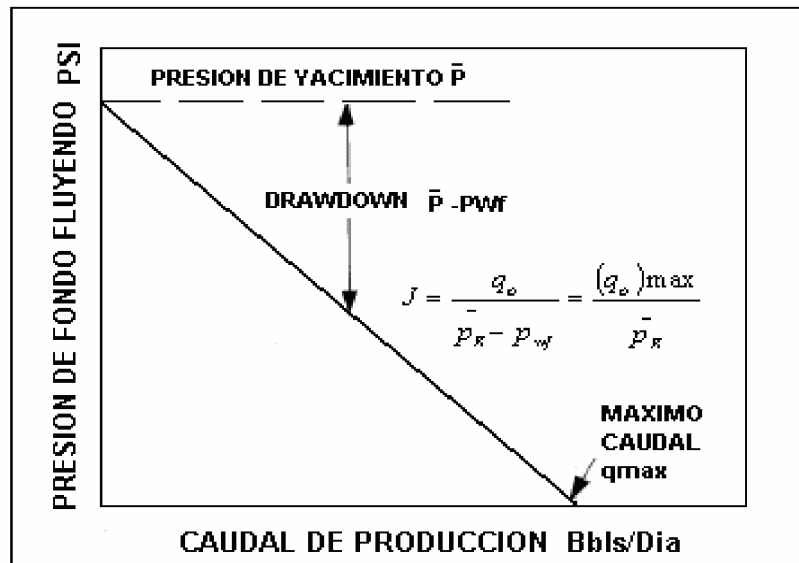 PRESION DE FONDO FLUYENDO PSI
PRESION DE YACIMIENTO P̄
DRAWDOWN P̄ -PWf
J = q_o / (p̄_R - p_wf) = (q_o)max / p̄_R
MAXIMO
CAUDAL
qmax
CAUDAL DE PRODUCCION Bbls/Dia